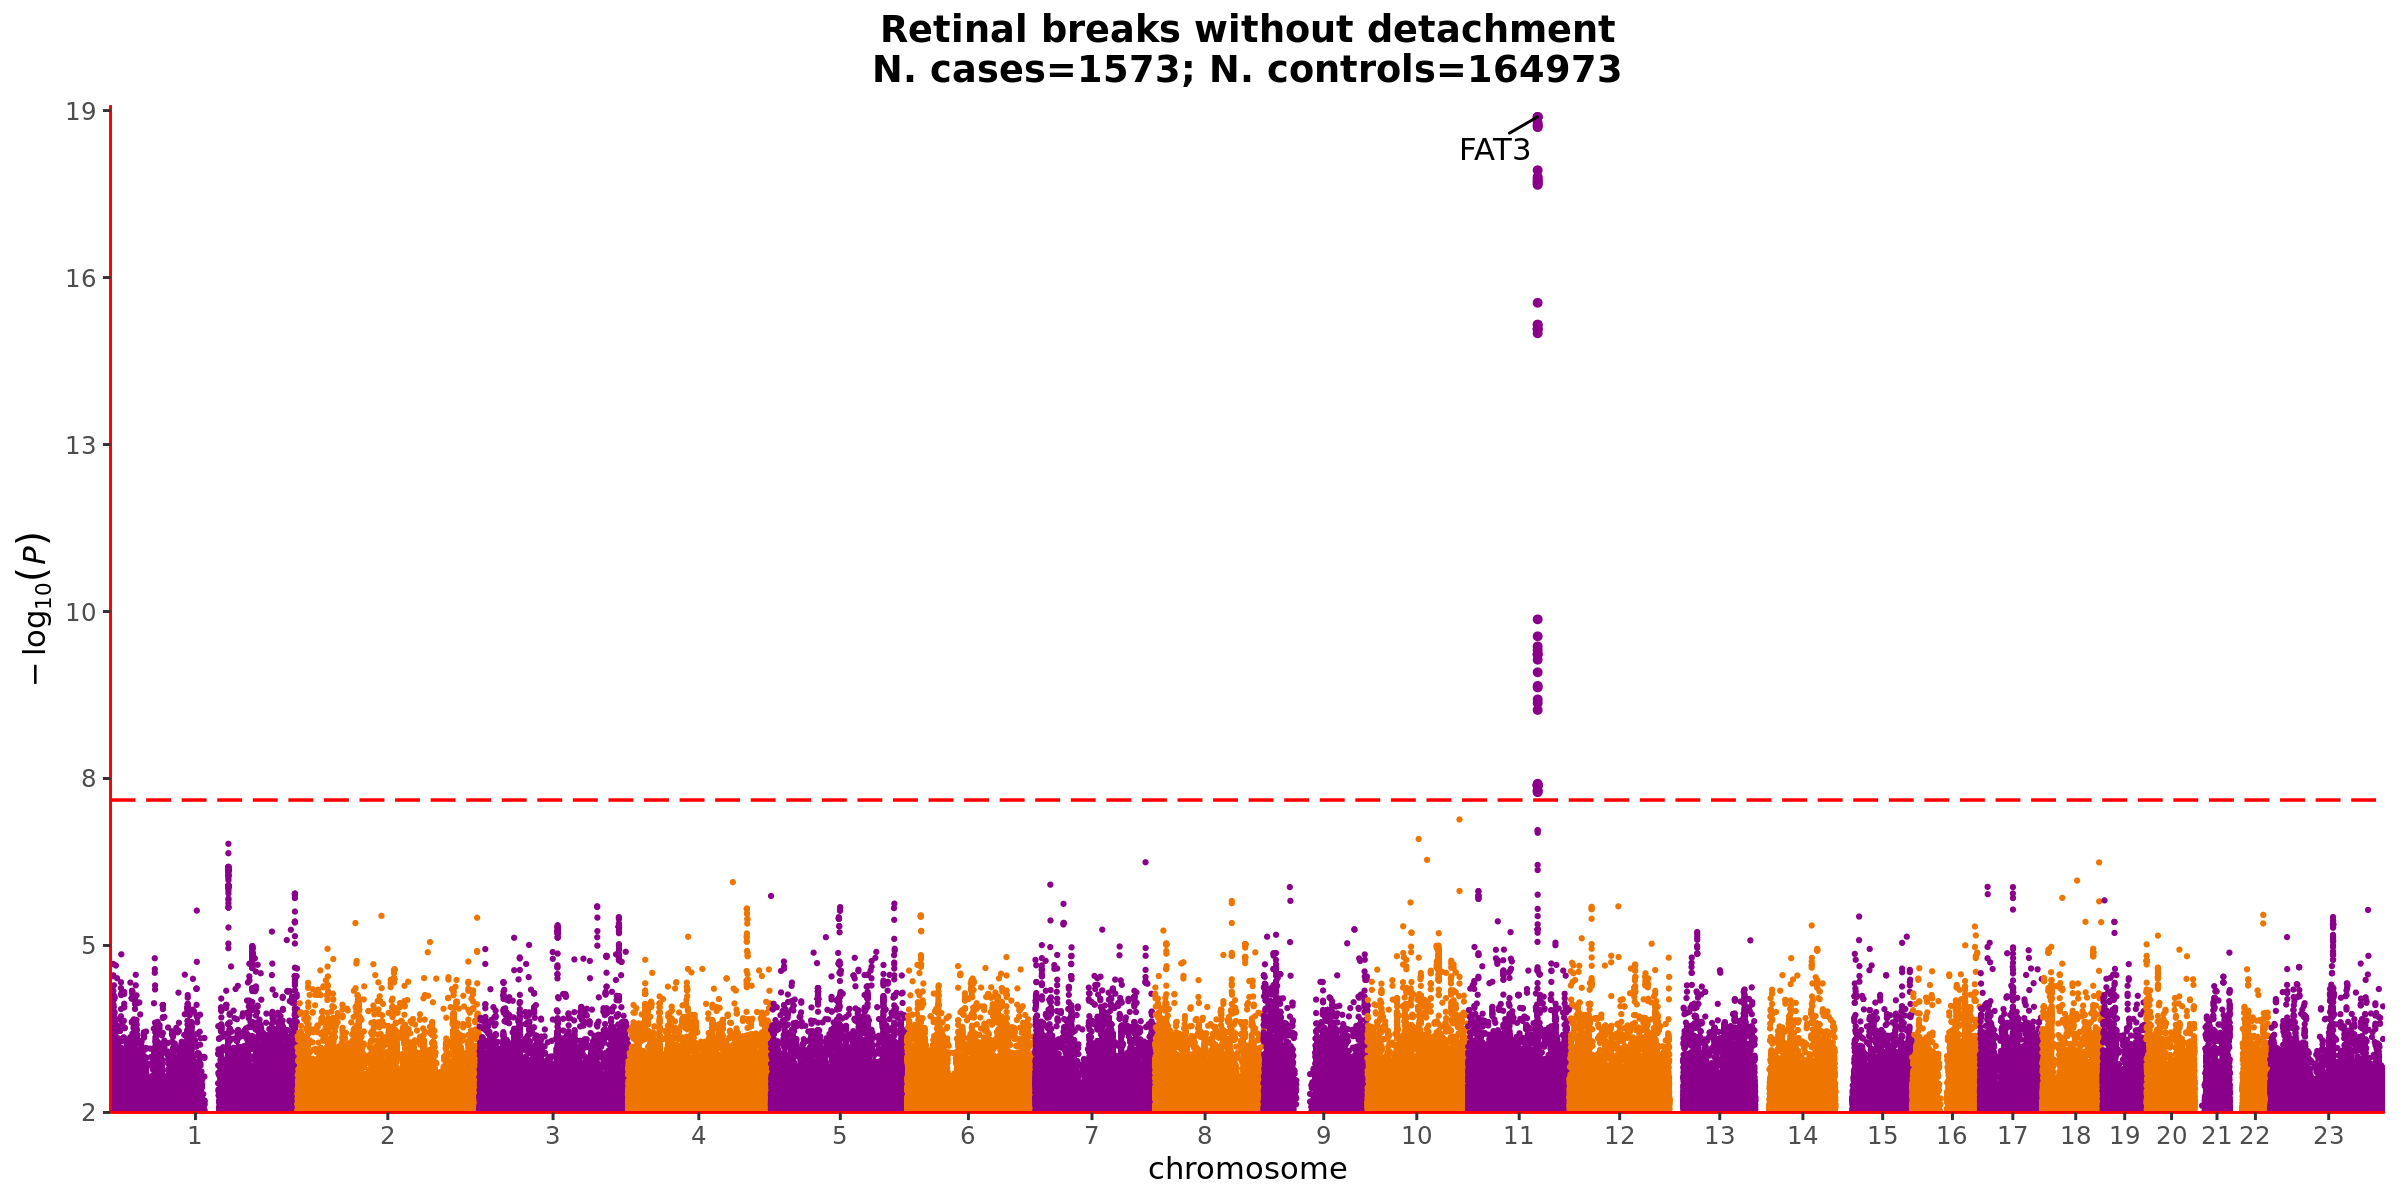 Retinal breaks without detachment
N. cases=1573; N. controls=164973
19
16
13
10
8
5
2
− log10(P)
FAT3
1 2 3 4 5 6 7 8 9 10 11 12 13 14 15 16 17 18 19 20 21 22 23
chromosome